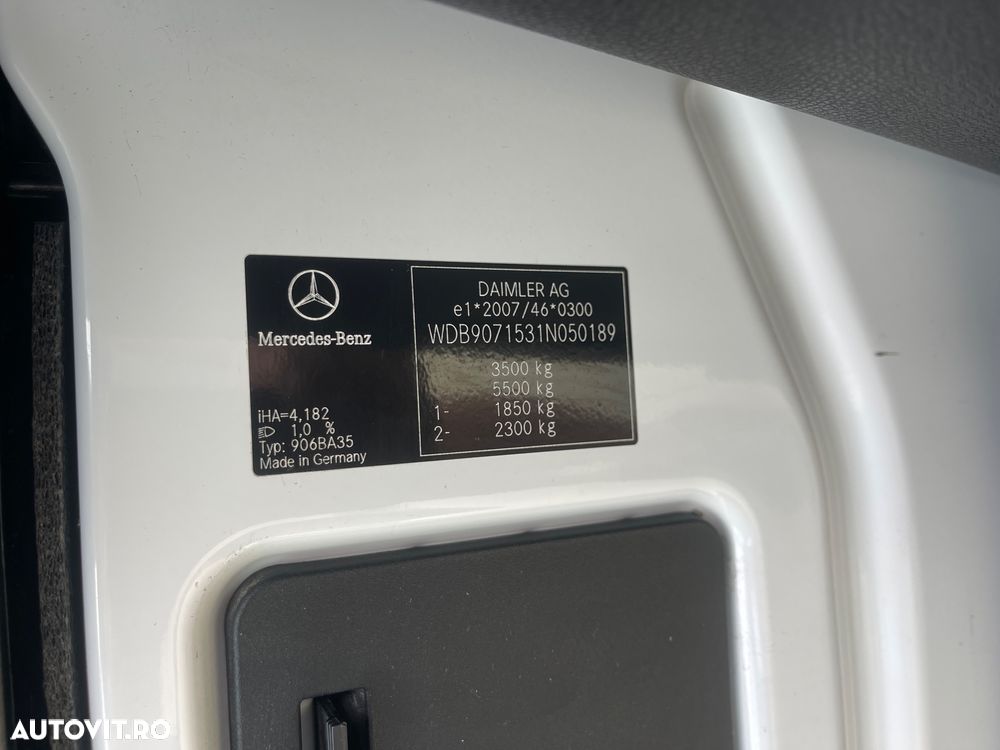 Mercedes-Benz
iHA=4,182
1,0 %
Typ: 906BA35
Made in Germany
DAIMLER AG
e1*2007/46*0300
WDB9071531N050189
3500 kg
5500 kg
1- 1850 kg
2- 2300 kg
AUTOVIT.RO